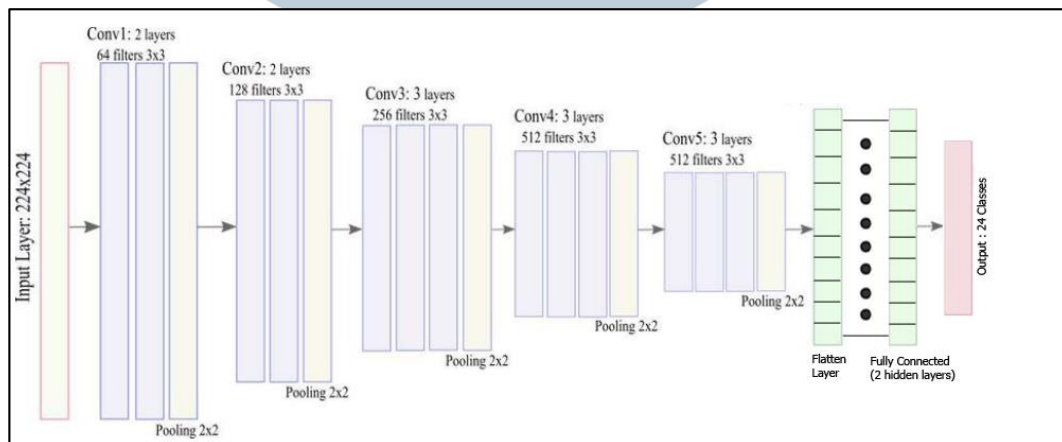 Input Layer: 224x224
Conv1: 2 layers
64 filters 3x3
Pooling 2x2
Conv2: 2 layers
128 filters 3x3
Pooling 2x2
Conv3: 3 layers
256 filters 3x3
Pooling 2x2
Conv4: 3 layers
512 filters 3x3
Pooling 2x2
Conv5: 3 layers
512 filters 3x3
Pooling 2x2
Flatten
Layer
Fully Connected
(2 hidden layers)
Output : 24 Classes